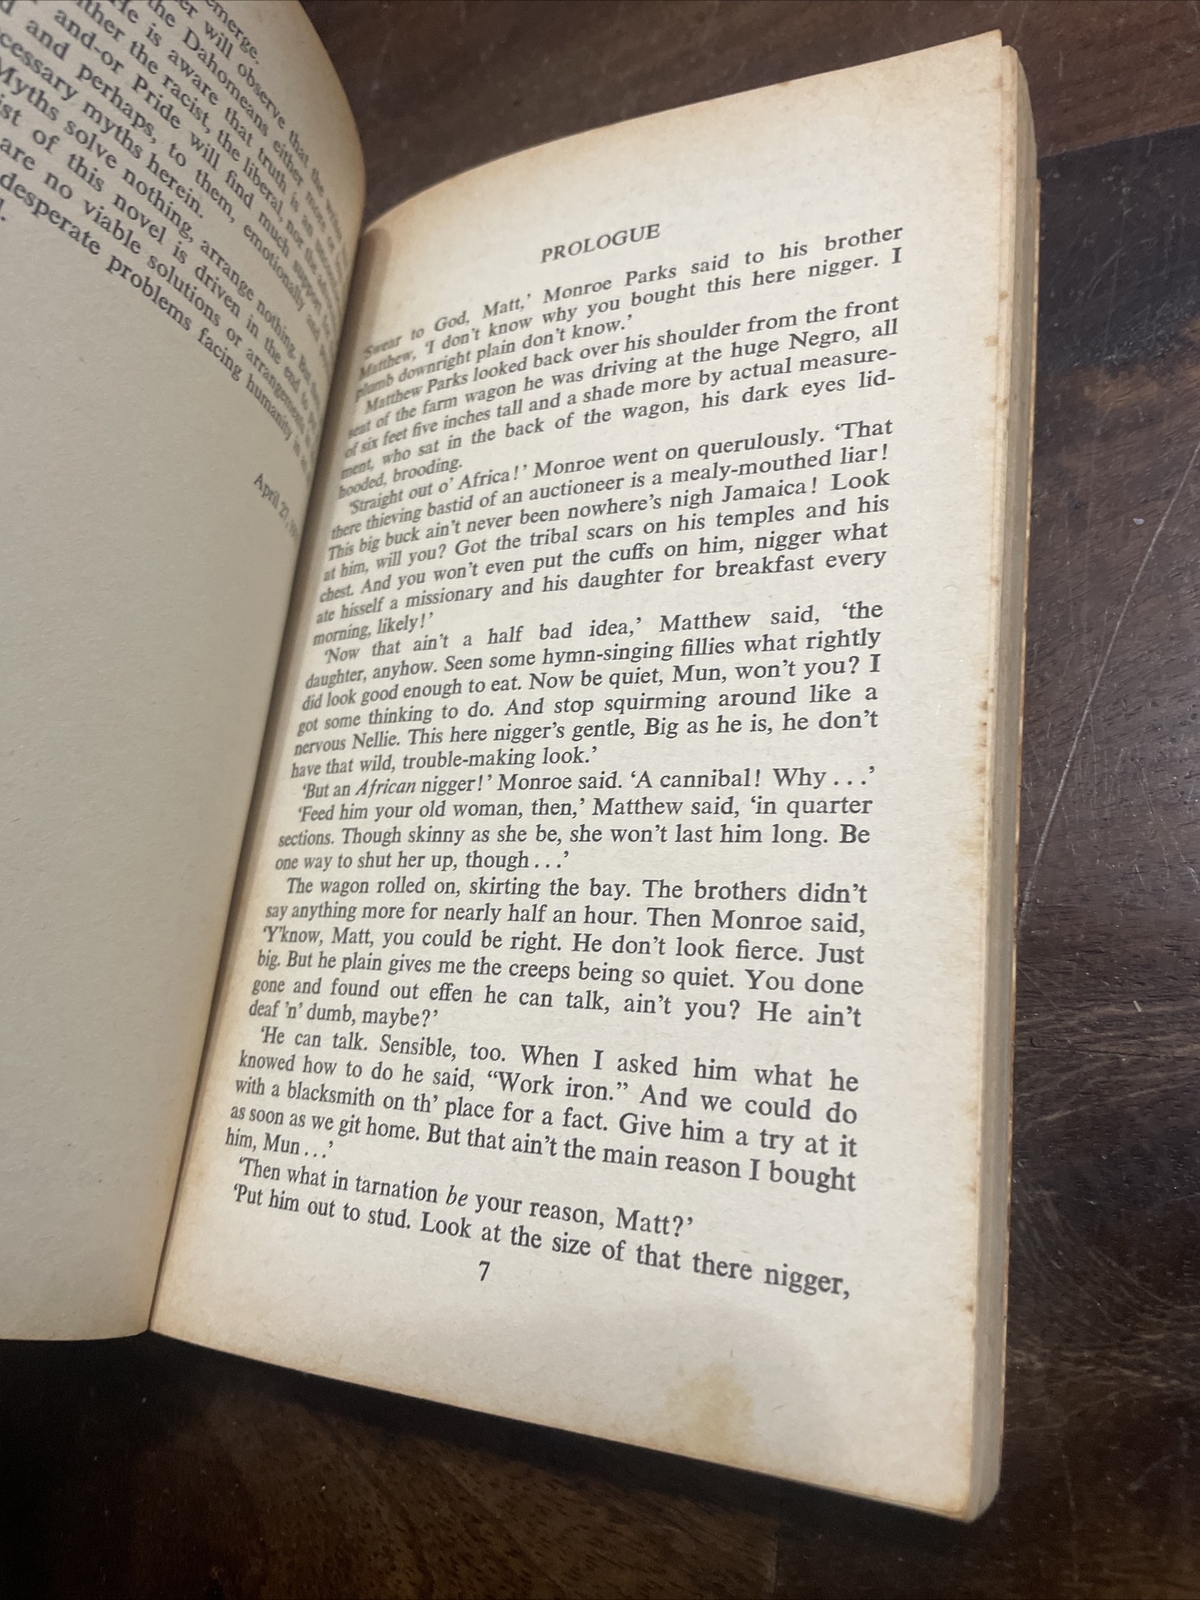 emerge.
er will observe that the
the Dahomeans either more or
He is aware that truth is an
ther the racist, the liberal, nor the
and-or Pride will find much support for
d and perhaps, to them, emotionally and
cessary myths herein.
Myths solve nothing, arrange nothing. But
ist of this novel is driven in the end to
are no viable solutions or arrangements
desperate problems facing humanity in
l.
April 27,
PROLOGUE
'Swear to God, Matt,' Monroe Parks said to his brother
Matthew, 'I don't know why you bought this here nigger. I
plumb downright plain don't know.'
Matthew Parks looked back over his shoulder from the front
seat of the farm wagon he was driving at the huge Negro, all
of six feet five inches tall and a shade more by actual measure-
ment, who sat in the back of the wagon, his dark eyes lid-
hooded, brooding.
'Straight out o' Africa!' Monroe went on querulously. 'That
there thieving bastid of an auctioneer is a mealy-mouthed liar!
This big buck ain't never been nowhere's nigh Jamaica! Look
at him, will you? Got the tribal scars on his temples and his
chest. And you won't even put the cuffs on him, nigger what
ate hisself a missionary and his daughter for breakfast every
morning, likely!'
'Now that ain't a half bad idea,' Matthew said, 'the
daughter, anyhow. Seen some hymn-singing fillies what rightly
did look good enough to eat. Now be quiet, Mun, won't you? I
got some thinking to do. And stop squirming around like a
nervous Nellie. This here nigger's gentle, Big as he is, he don't
have that wild, trouble-making look.'
'But an African nigger!' Monroe said. 'A cannibal! Why . . .'
'Feed him your old woman, then,' Matthew said, 'in quarter
sections. Though skinny as she be, she won't last him long. Be
one way to shut her up, though . . .'
The wagon rolled on, skirting the bay. The brothers didn't
say anything more for nearly half an hour. Then Monroe said,
'Y'know, Matt, you could be right. He don't look fierce. Just
big. But he plain gives me the creeps being so quiet. You done
gone and found out effen he can talk, ain't you? He ain't
deaf 'n' dumb, maybe?'
'He can talk. Sensible, too. When I asked him what he
knowed how to do he said, "Work iron." And we could do
with a blacksmith on th' place for a fact. Give him a try at it
as soon as we git home. But that ain't the main reason I bought
him, Mun . . .'
'Then what in tarnation be your reason, Matt?'
'Put him out to stud. Look at the size of that there nigger,
7